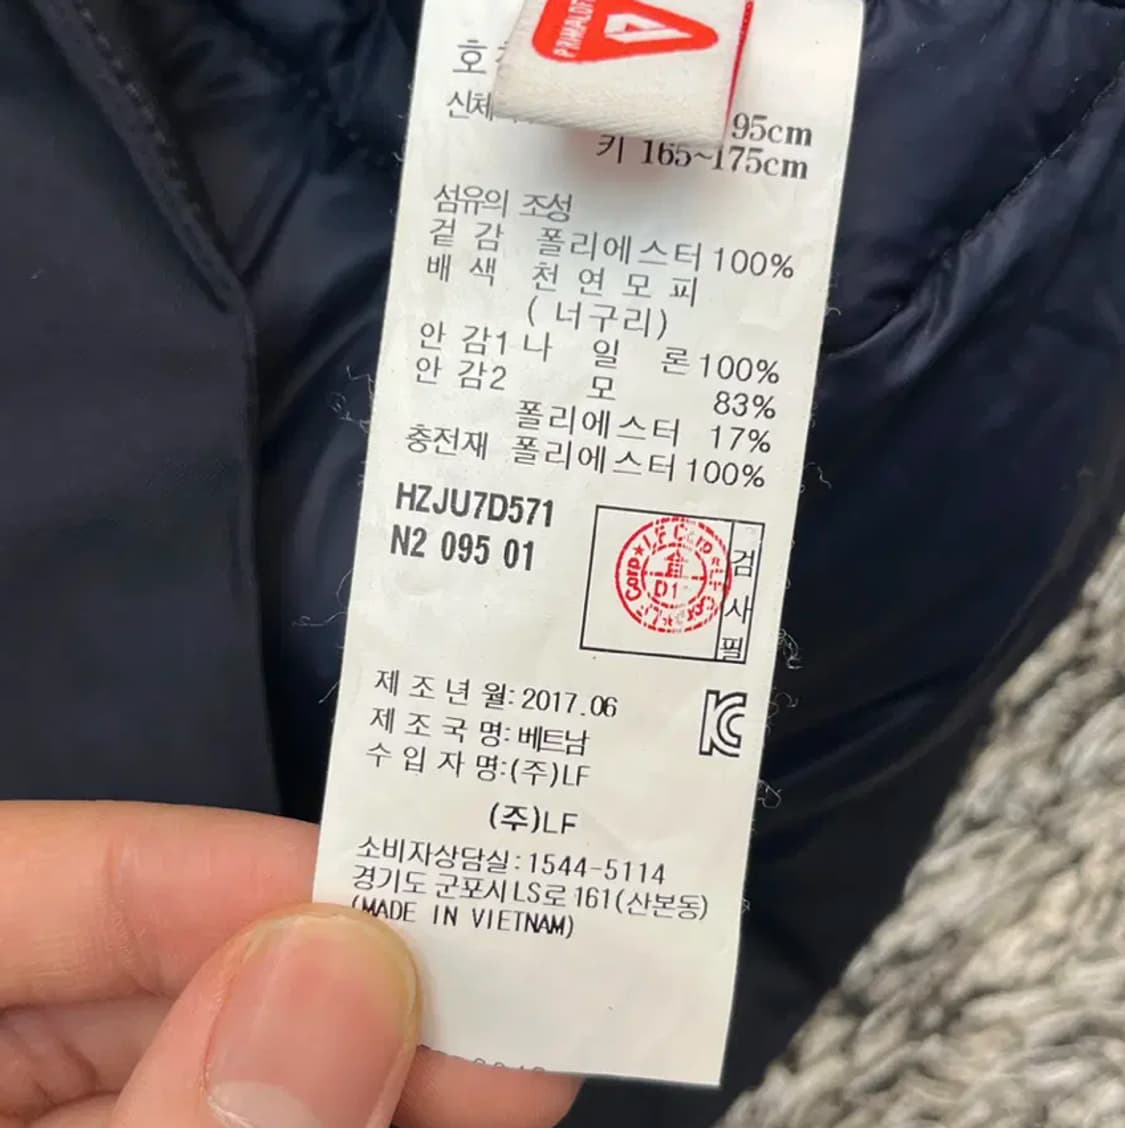 PRIMALOFT
호
신체
95cm
키 165~175cm
섬유의 조성
겉 감 폴리에스터 100%
배 색 천 연 모 피
( 너구리 )
안 감1 나 일 론 100%
안 감2 모 83%
폴리에스터 17%
충전재 폴리에스터 100%
HZJU7D571
N2 095 01
검사필
D1
제 조 년 월: 2017.06
제 조 국 명: 베트남
수 입 자 명:(주)LF
(주)LF
소비자상담실: 1544-5114
경기도 군포시 LS로 161(산본동)
(MADE IN VIETNAM)